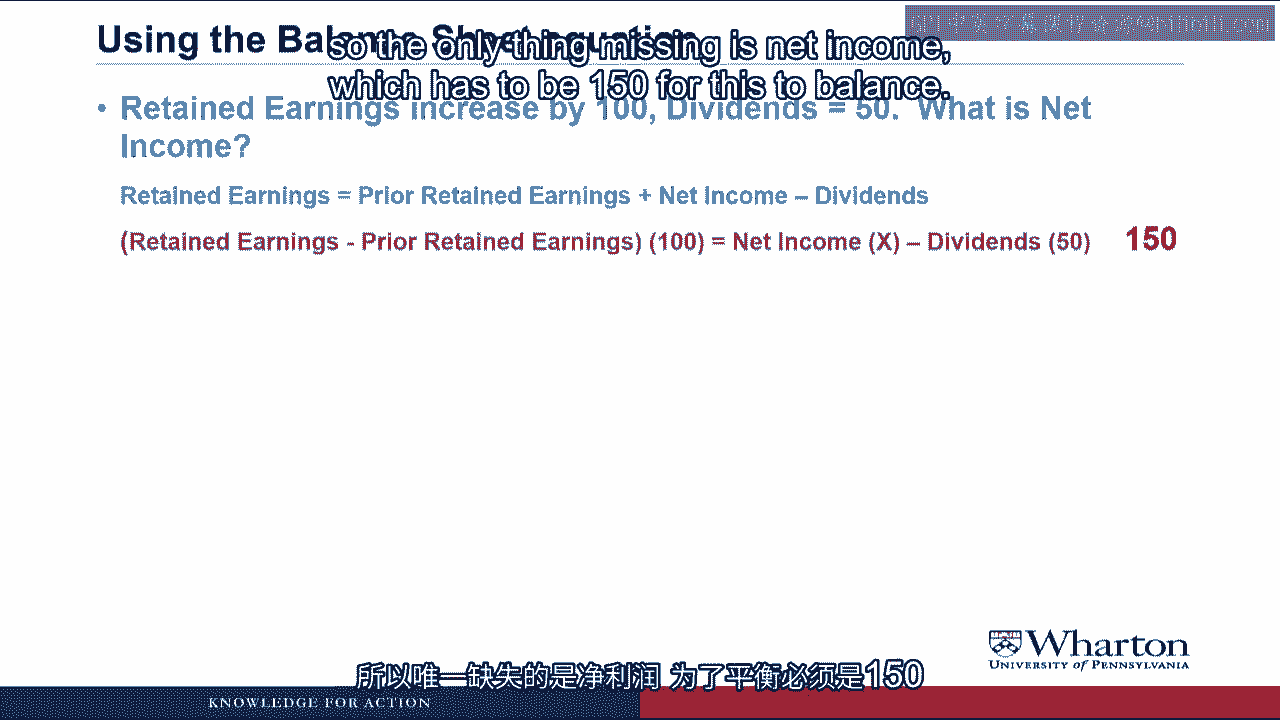 Using the Balance Sheet equation
so the only thing missing is net income,
which has to be 150 for this to balance.
• Retained Earnings increase by 100, Dividends = 50. What is Net
Income?
Retained Earnings = Prior Retained Earnings + Net Income – Dividends
(Retained Earnings - Prior Retained Earnings) (100) = Net Income (X) – Dividends (50) 150
Wharton
UNIVERSITY of PENNSYLVANIA
所以唯一缺失的是净利润 为了平衡必须是150
KNOWLEDGE FOR ACTION